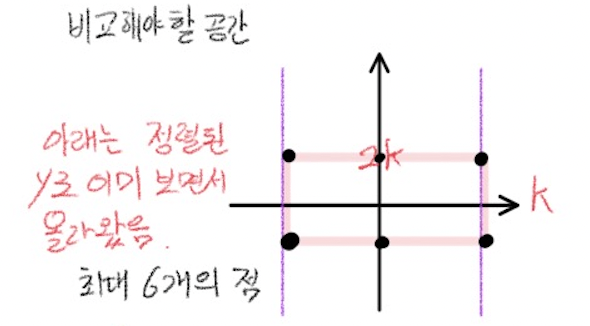 비교해야할 공간
아래는 정렬된
y로 이미 보면서
올라왔음.
2k
k
최대 6개의 점